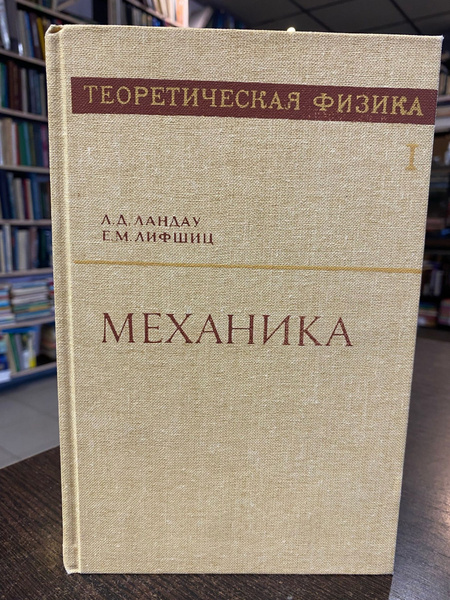 ТЕОРЕТИЧЕСКАЯ ФИЗИКА
I
Л.Д. ЛАНДАУ
Е.М. ЛИФШИЦ
МЕХАНИКА